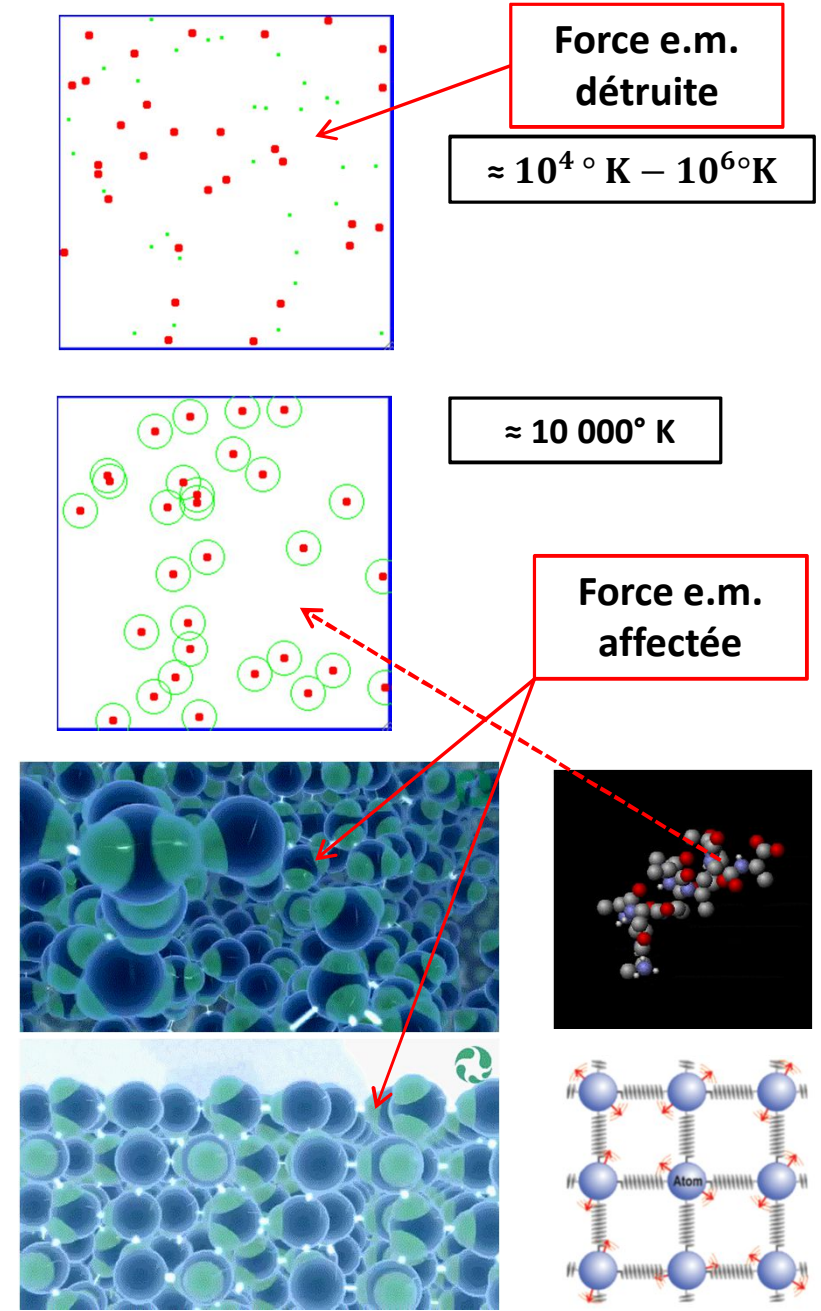 Force e.m.
détruite
≈ 10⁴ ° K − 10⁶°K
≈ 10 000° K
Force e.m.
affectée
Atom